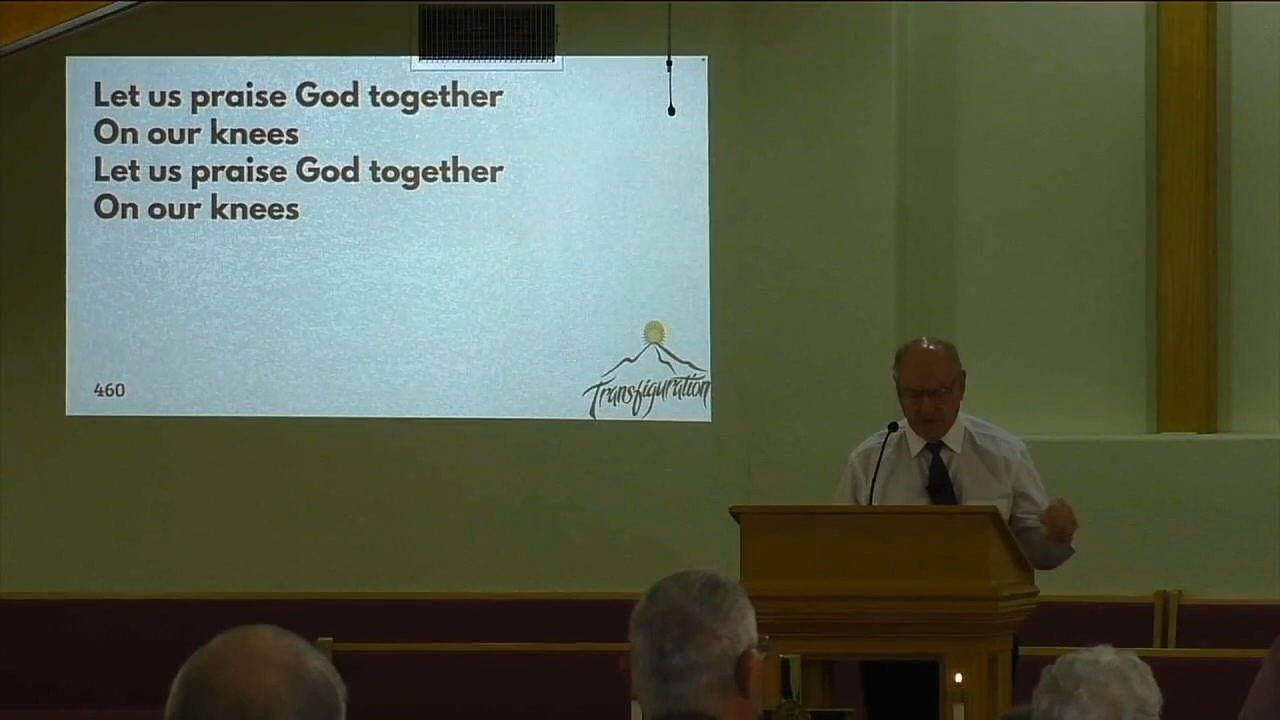 Let us praise God together
On our knees
Let us praise God together
On our knees
460
Transfiguration